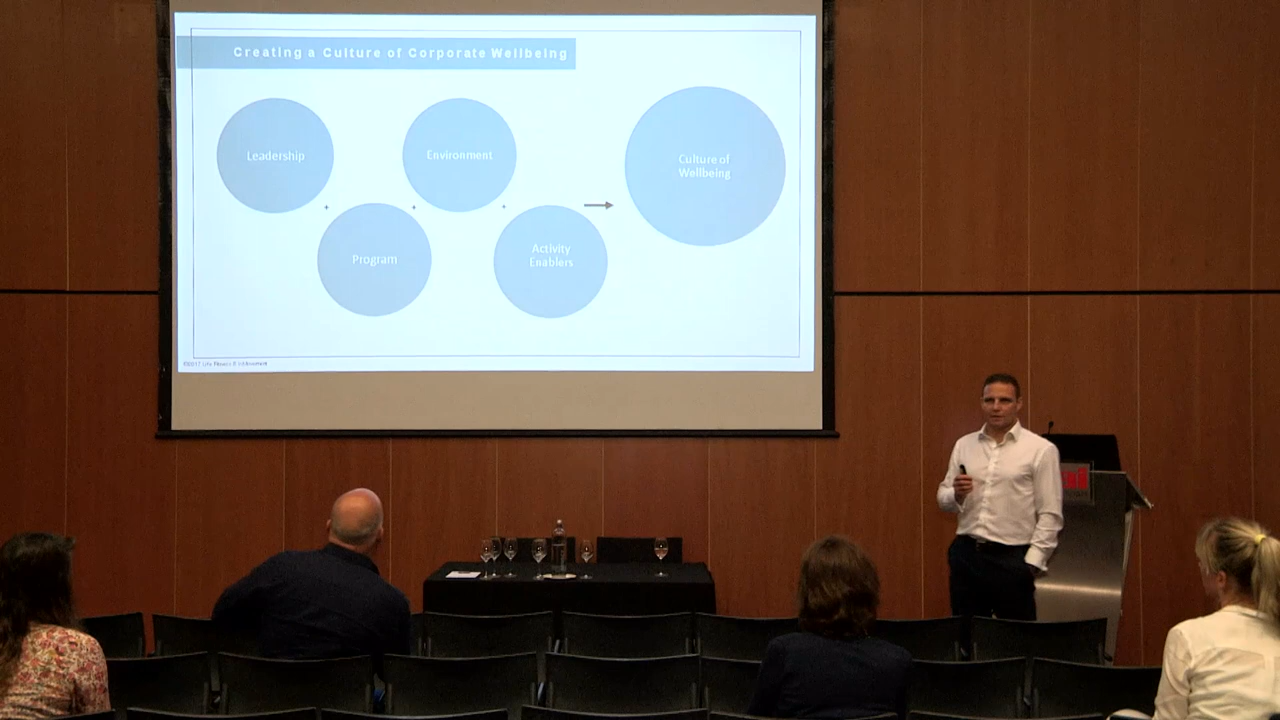 Creating a Culture of Corporate Wellbeing
Leadership
Environment
Culture of
Wellbeing
Program
Activity
Enablers